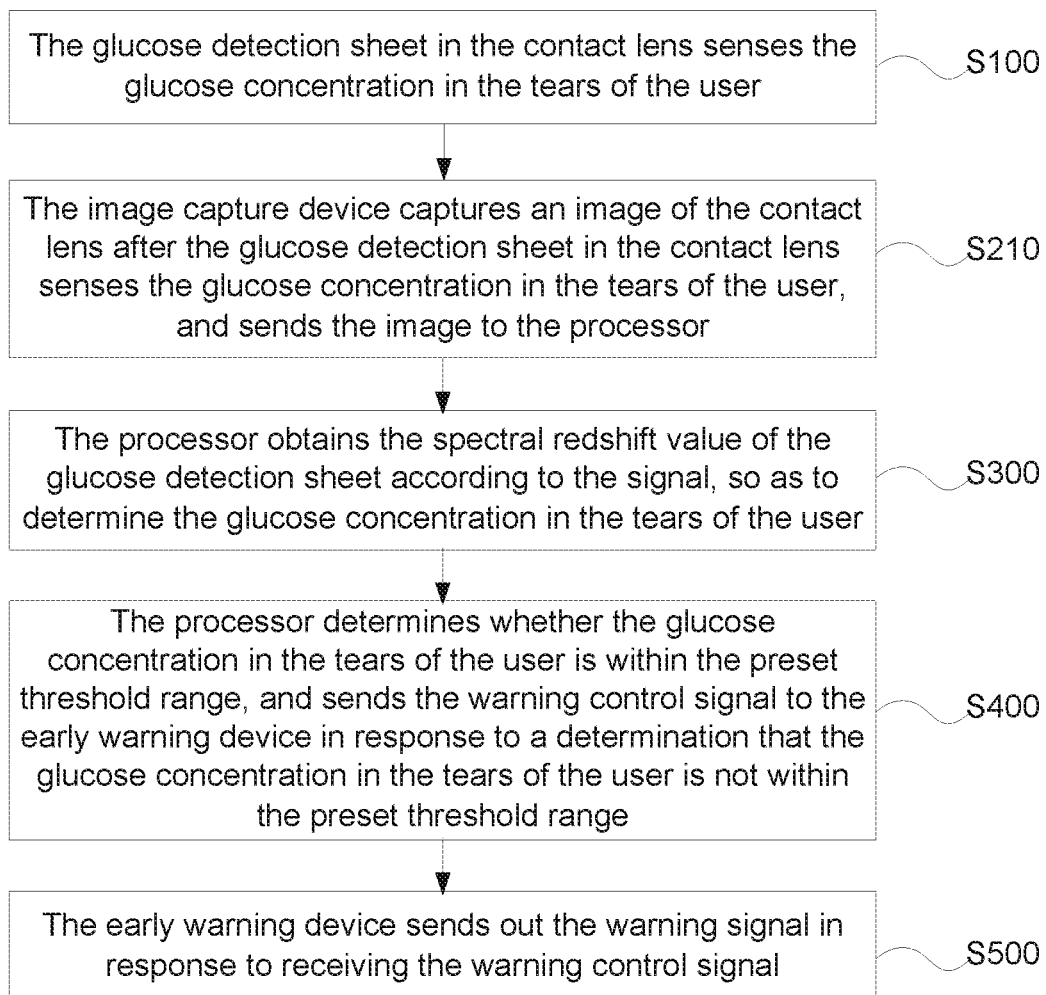 The glucose detection sheet in the contact lens senses the
glucose concentration in the tears of the user
S100
The image capture device captures an image of the contact
lens after the glucose detection sheet in the contact lens
senses the glucose concentration in the tears of the user,
and sends the image to the processor
S210
The processor obtains the spectral redshift value of the
glucose detection sheet according to the signal, so as to
determine the glucose concentration in the tears of the user
S300
The processor determines whether the glucose
concentration in the tears of the user is within the preset
threshold range, and sends the warning control signal to the
early warning device in response to a determination that the
glucose concentration in the tears of the user is not within
the preset threshold range
S400
The early warning device sends out the warning signal in
response to receiving the warning control signal
S500